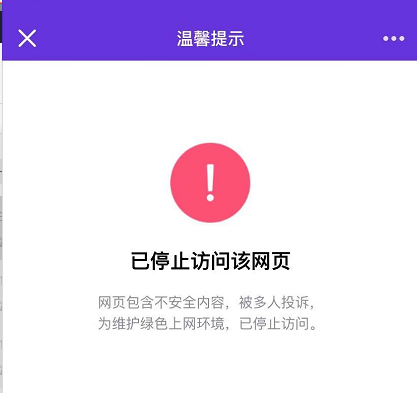 温馨提示
!
已停止访问该网页
网页包含不安全内容，被多人投诉，
为维护绿色上网环境，已停止访问。